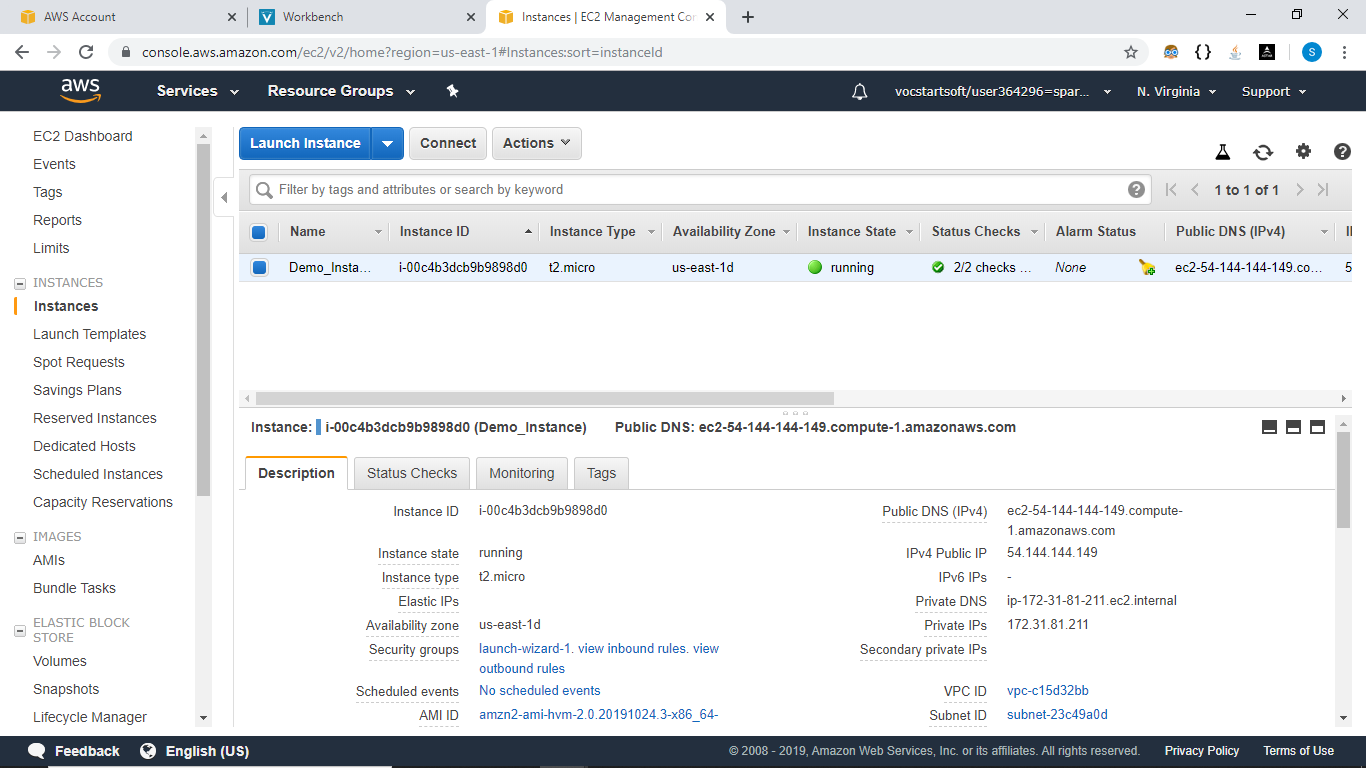 AWS Account
Workbench
Instances | EC2 Management Con
console.aws.amazon.com/ec2/v2/home?region=us-east-1#Instances:sort=instanceId
S
aws
Services
Resource Groups
vocstartsoft/user364296=spar...
N. Virginia
Support
EC2 Dashboard
Events
Tags
Reports
Limits
INSTANCES
Instances
Launch Templates
Spot Requests
Savings Plans
Reserved Instances
Dedicated Hosts
Scheduled Instances
Capacity Reservations
IMAGES
AMIs
Bundle Tasks
ELASTIC BLOCK
STORE
Volumes
Snapshots
Lifecycle Manager
Launch Instance
Connect
Actions
Filter by tags and attributes or search by keyword
1 to 1 of 1
Name Instance ID Instance Type Availability Zone Instance State Status Checks Alarm Status Public DNS (IPv4)
Demo_Insta... i-00c4b3dcb9b9898d0 t2.micro us-east-1d running 2/2 checks ... None ec2-54-144-144-149.co... 5
Instance: i-00c4b3dcb9b9898d0 (Demo_Instance) Public DNS: ec2-54-144-144-149.compute-1.amazonaws.com
Description Status Checks Monitoring Tags
Instance ID i-00c4b3dcb9b9898d0
Instance state running
Instance type t2.micro
Elastic IPs
Availability zone us-east-1d
Security groups launch-wizard-1. view inbound rules. view
outbound rules
Scheduled events No scheduled events
AMI ID amzn2-ami-hvm-2.0.20191024.3-x86_64-
Public DNS (IPv4) ec2-54-144-144-149.compute-
1.amazonaws.com
IPv4 Public IP 54.144.144.149
IPv6 IPs -
Private DNS ip-172-31-81-211.ec2.internal
Private IPs 172.31.81.211
Secondary private IPs
VPC ID vpc-c15d32bb
Subnet ID subnet-23c49a0d
Feedback
English (US)
© 2008 - 2019, Amazon Web Services, Inc. or its affiliates. All rights reserved.
Privacy Policy
Terms of Use